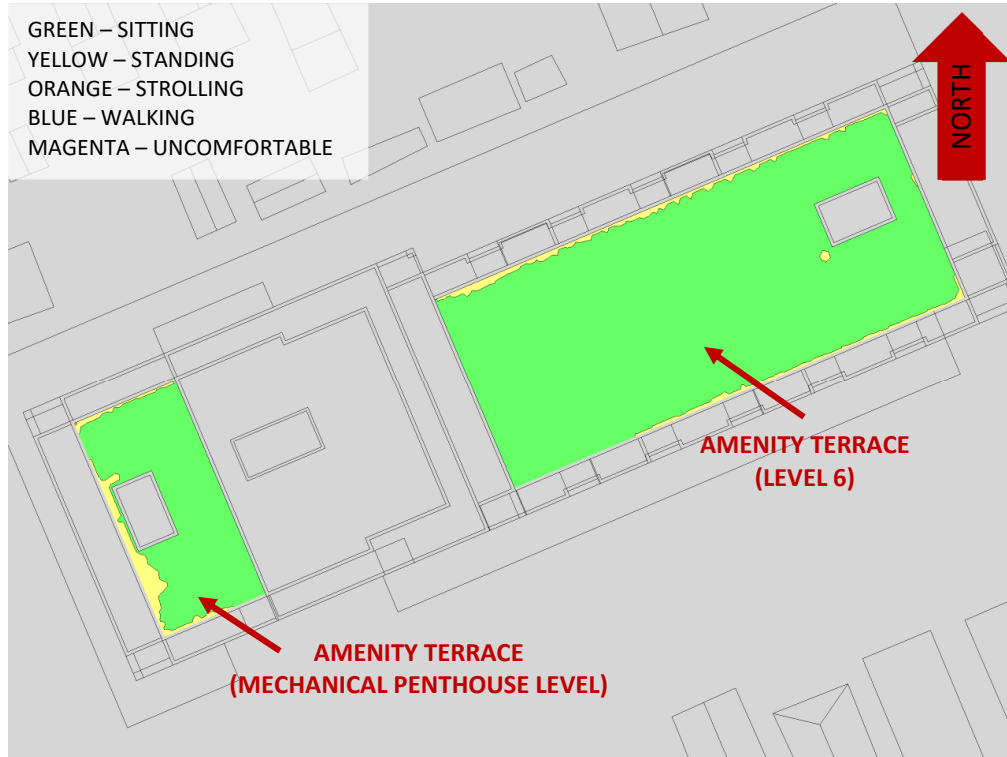 GREEN – SITTING
YELLOW – STANDING
ORANGE – STROLLING
BLUE – WALKING
MAGENTA – UNCOMFORTABLE
NORTH
AMENITY TERRACE
(LEVEL 6)
AMENITY TERRACE
(MECHANICAL PENTHOUSE LEVEL)